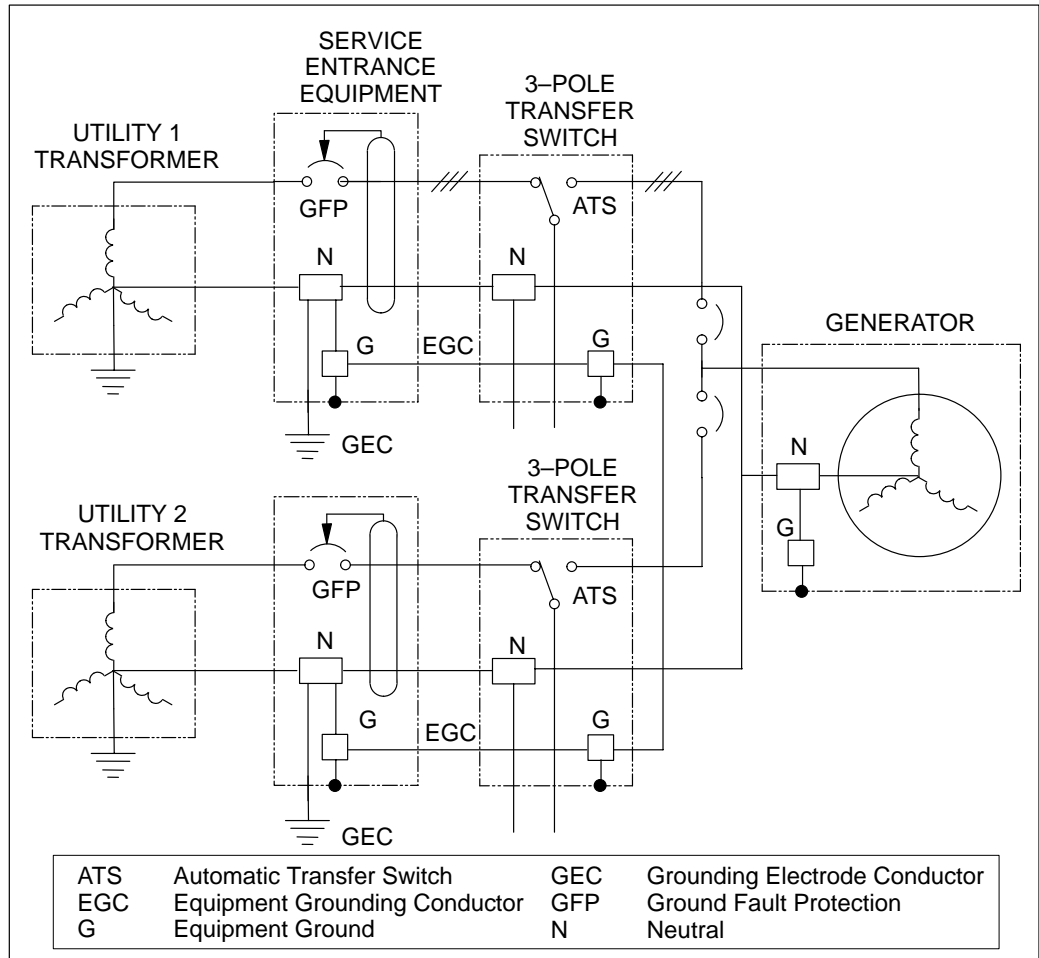 SERVICE
ENTRANCE
EQUIPMENT
3–POLE
TRANSFER
SWITCH
UTILITY 1
TRANSFORMER
GFP
ATS
N
N
G
EGC
G
GEC
GENERATOR
N
G
3–POLE
TRANSFER
SWITCH
UTILITY 2
TRANSFORMER
GFP
ATS
N
N
G
EGC
G
GEC
ATS Automatic Transfer Switch GEC Grounding Electrode Conductor
EGC Equipment Grounding Conductor GFP Ground Fault Protection
G Equipment Ground N Neutral